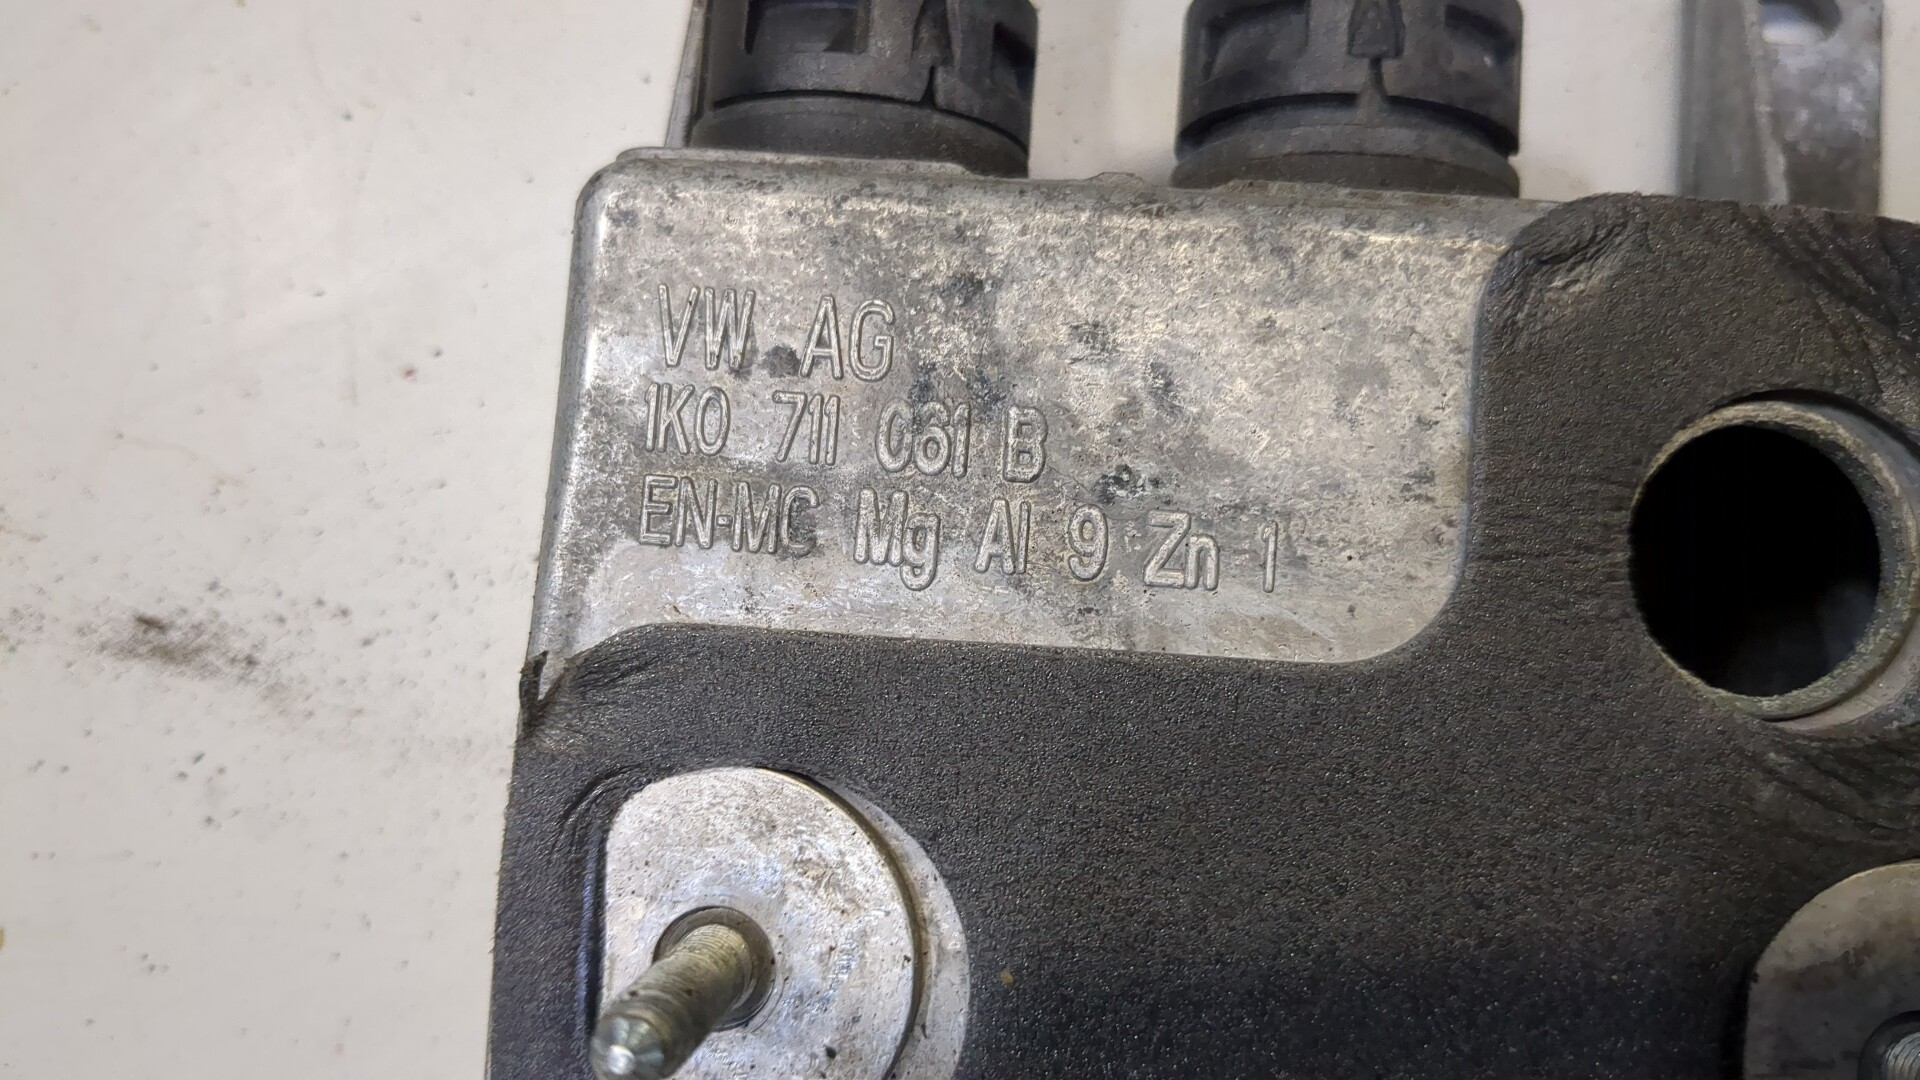 VW AG
1K0 711 061 B
EN-MC Mg Al 9 Zn 1